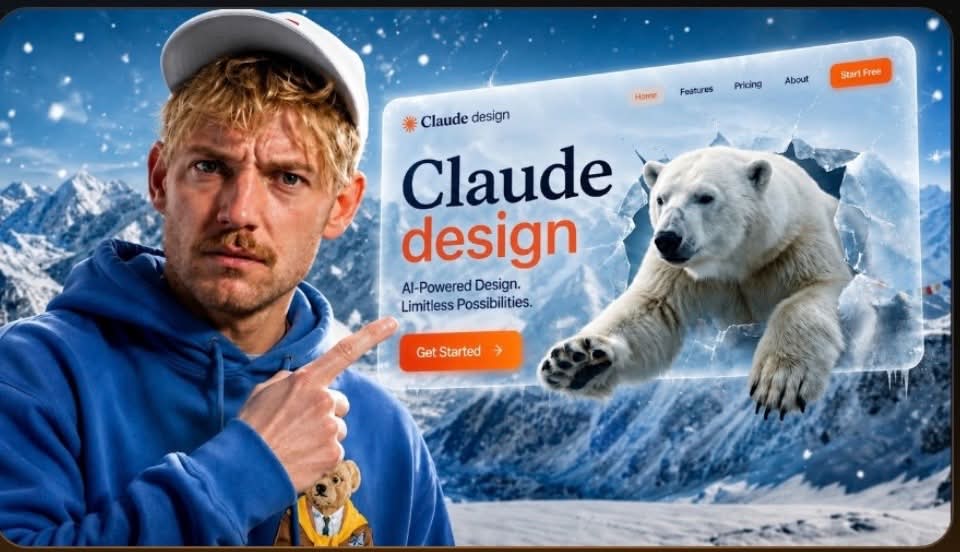 Claude design
Home Features Pricing About Start Free
Claude
design
AI-Powered Design.
Limitless Possibilities.
Get Started →